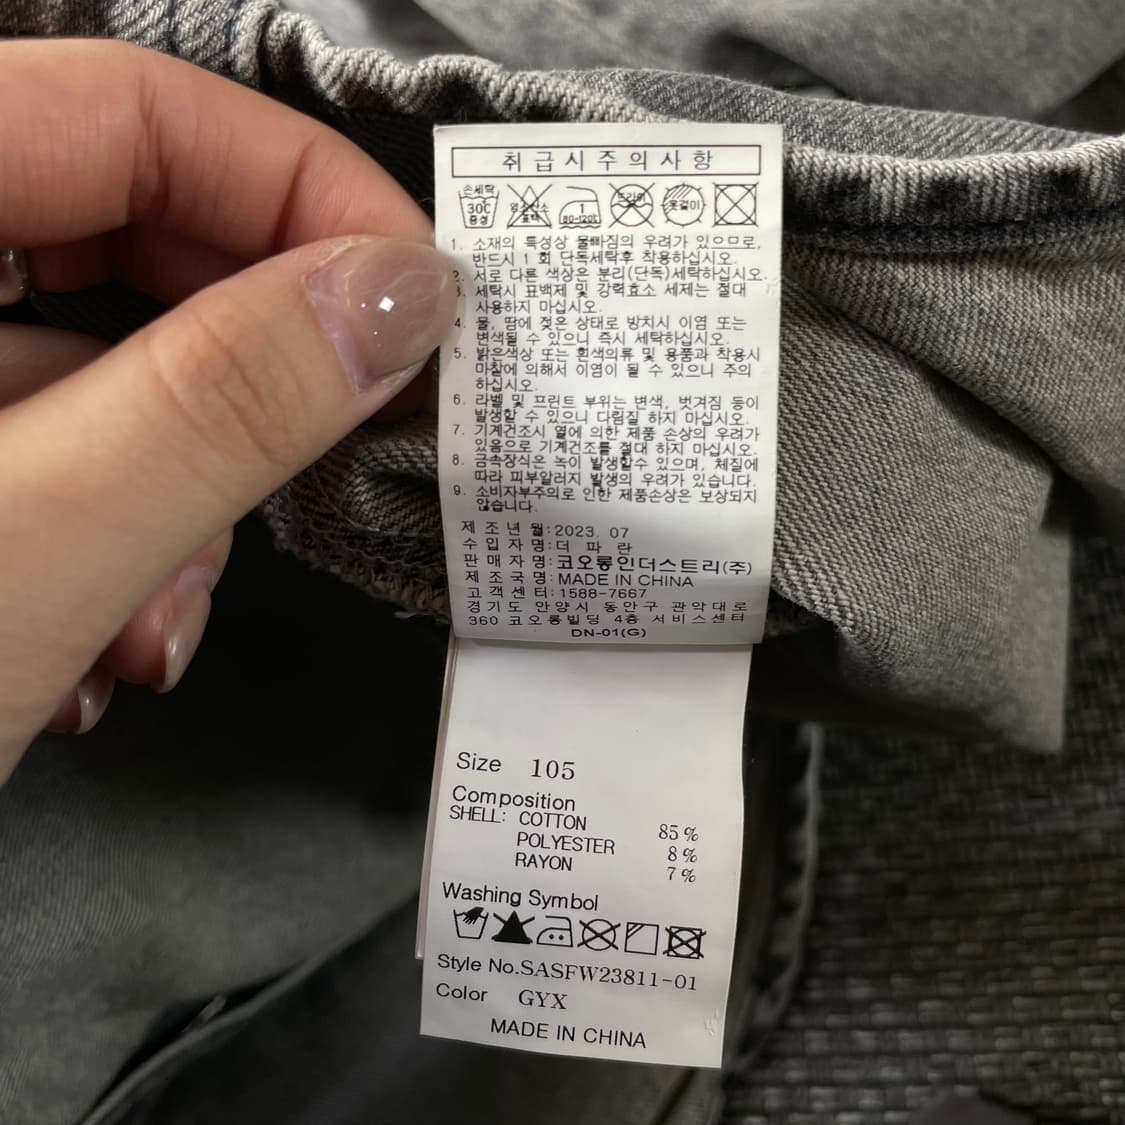 취급시주의사항
손세탁
30℃
중성
염소산소
표백
1
80-120℃
드라이
옷걸이
1. 소재의 특성상 물빠짐의 우려가 있으므로,
반드시 1 회 단독세탁후 착용하십시오.
2. 서로 다른 색상은 분리(단독)세탁하십시오.
3. 세탁시 표백제 및 강력효소 세제는 절대
사용하지 마십시오.
4. 물, 땀에 젖은 상태로 방치시 이염 또는
변색될 수 있으니 즉시 세탁하십시오.
5. 밝은색상 또는 흰색의류 및 용품과 착용시
마찰에 의해서 이염이 될 수 있으니 주의
하십시오.
6. 라벨 및 프린트 부위는 변색, 벗겨짐 등이
발생할 수 있으니 다림질 하지 마십시오.
7. 기계건조시 열에 의한 제품 손상의 우려가
있음으로 기계건조를 절대 하지 마십시오.
8. 금속장식은 녹이 발생할수 있으며, 체질에
따라 피부알러지 발생의 우려가 있습니다.
9. 소비자부주의로 인한 제품손상은 보상되지
않습니다.
제 조 년 월:2023. 07
수 입 자 명:더 파 란
판 매 자 명:코오롱인더스트리(주)
제 조 국 명:MADE IN CHINA
고 객 센 터:1588-7667
경기도 안양시 동안구 관악대로
360 코오롱빌딩 4층 서비스센터
DN-01(G)
Size 105
Composition
SHELL: COTTON 85%
POLYESTER 8%
RAYON 7%
Washing Symbol
Style No.SASFW23811-01
Color GYX
MADE IN CHINA